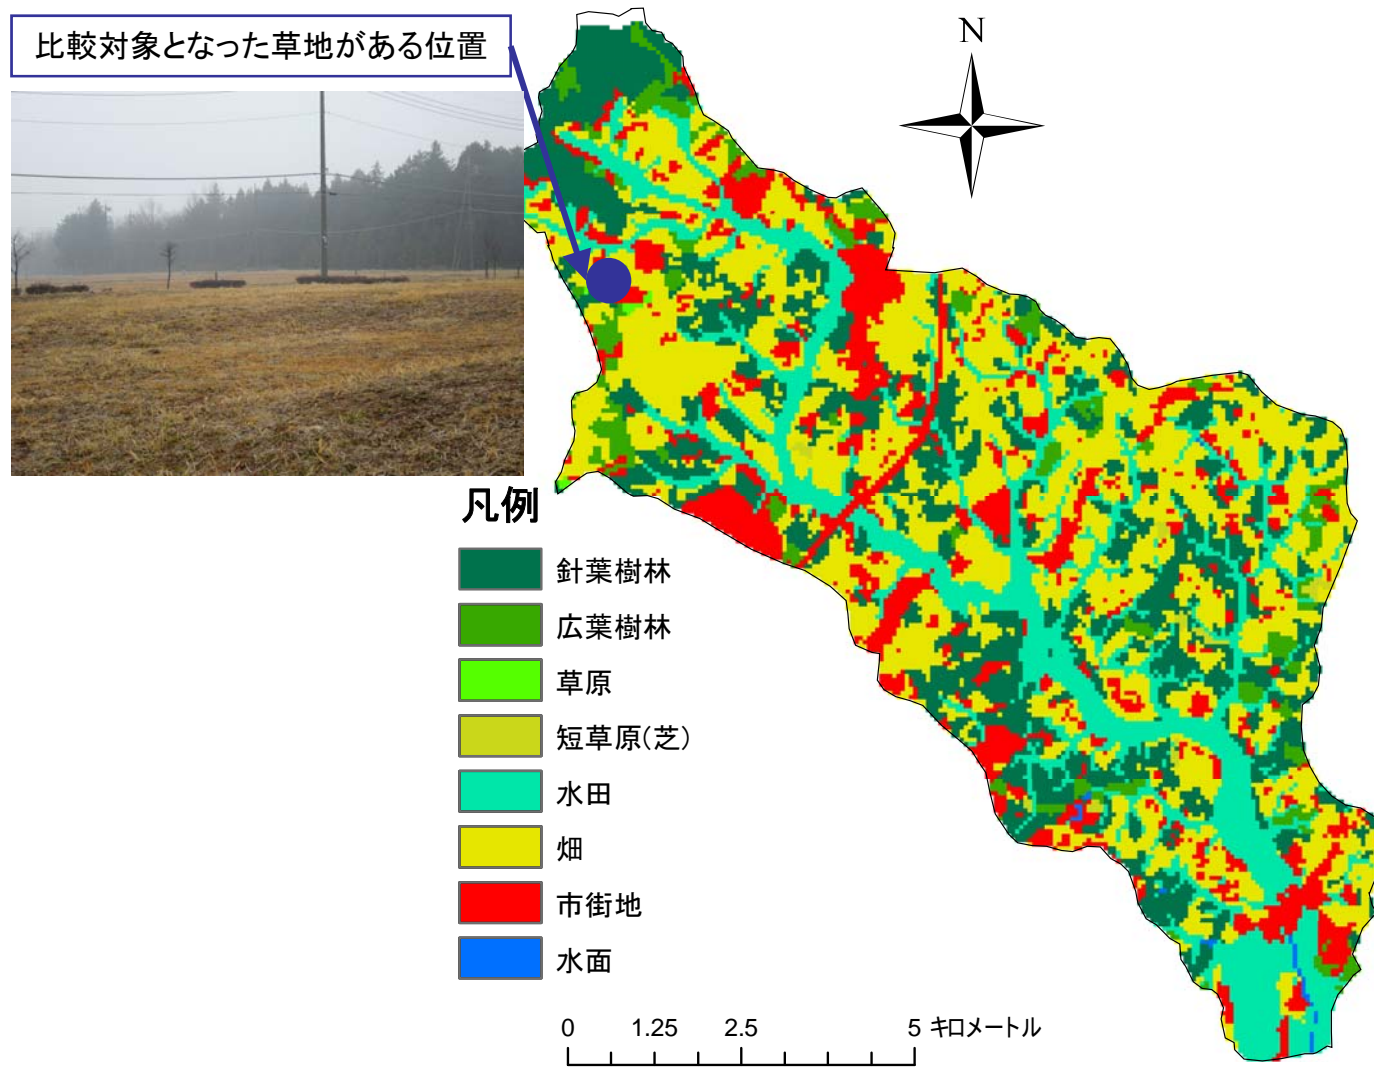 比較対象となった草地がある位置
N
凡例
針葉樹林
広葉樹林
草原
短草原(芝)
水田
畑
市街地
水面
0 1.25 2.5 5 キロメートル